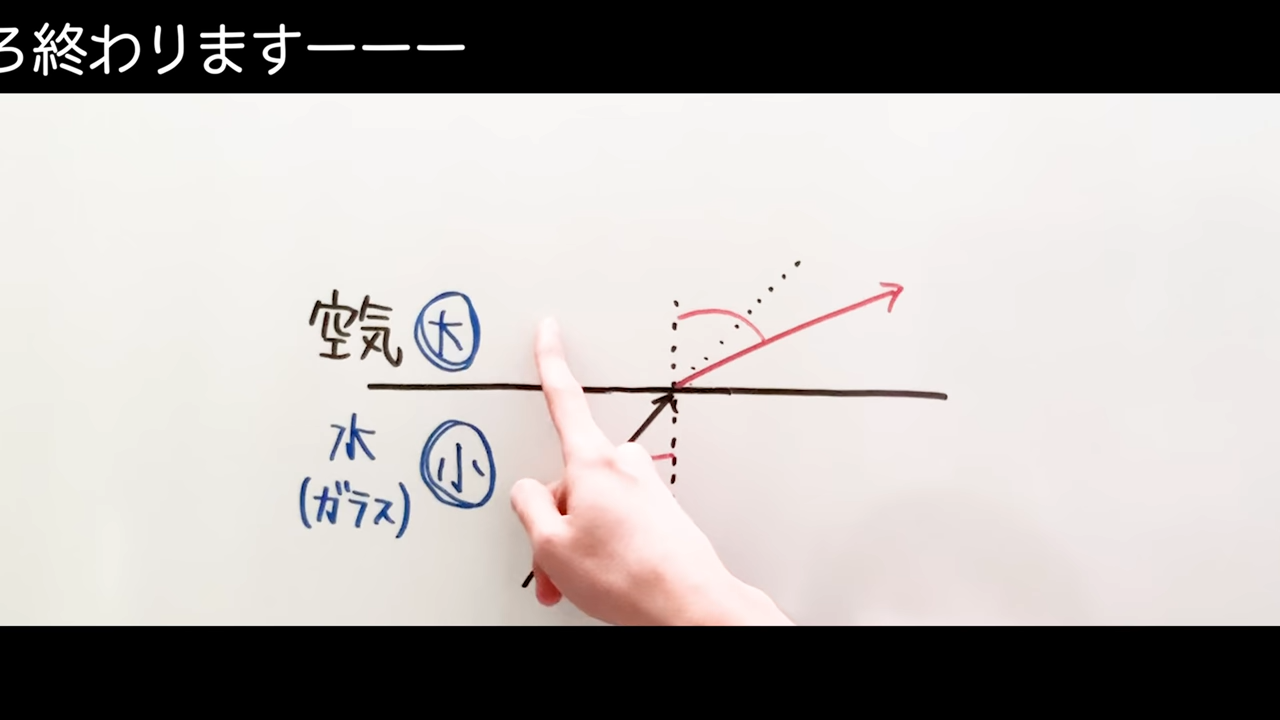 ろ終わりますーーー
空気 大
水 小
(ガラス)